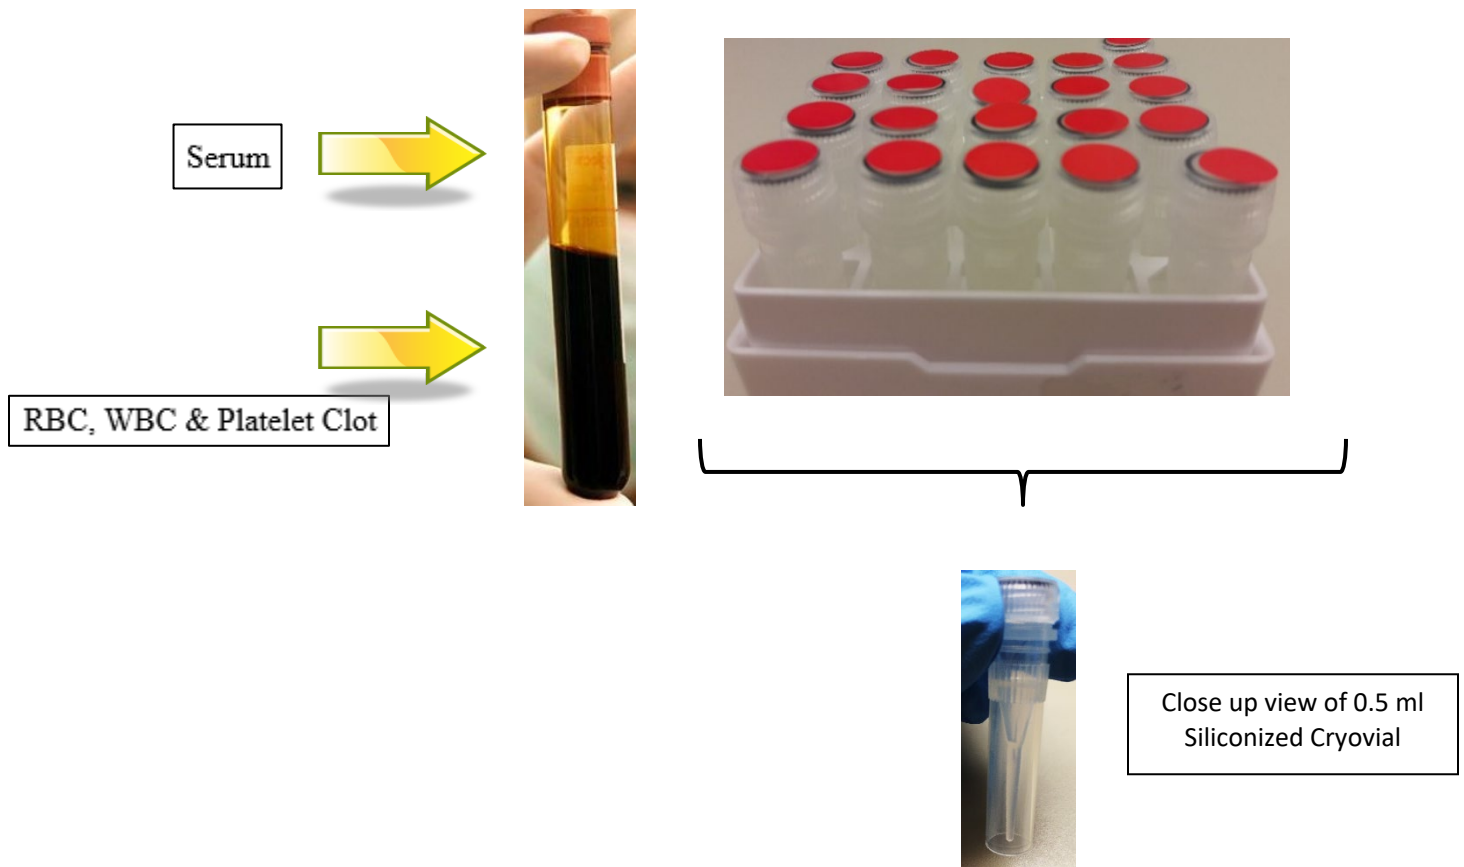 Serum
RBC, WBC & Platelet Clot
Close up view of 0.5 ml
Siliconized Cryovial